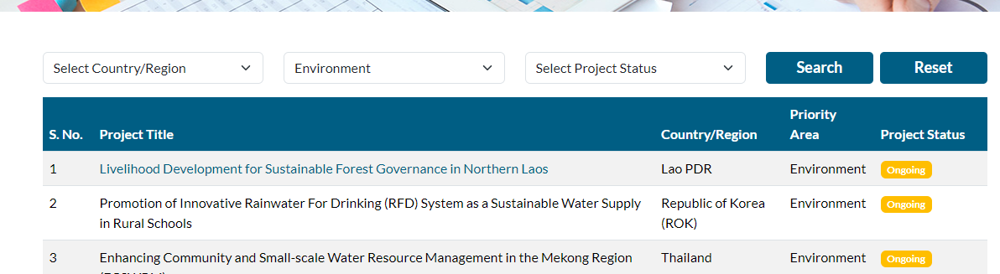 Select Country/Region Environment Select Project Status Search Reset
Priority
S. No. Project Title Country/Region Area Project Status
1 Livelihood Development for Sustainable Forest Governance in Northern Laos Lao PDR Environment Ongoing
2 Promotion of Innovative Rainwater For Drinking (RFD) System as a Sustainable Water Supply Republic of Korea Environment Ongoing
in Rural Schools (ROK)
3 Enhancing Community and Small-scale Water Resource Management in the Mekong Region Thailand Environment Ongoing